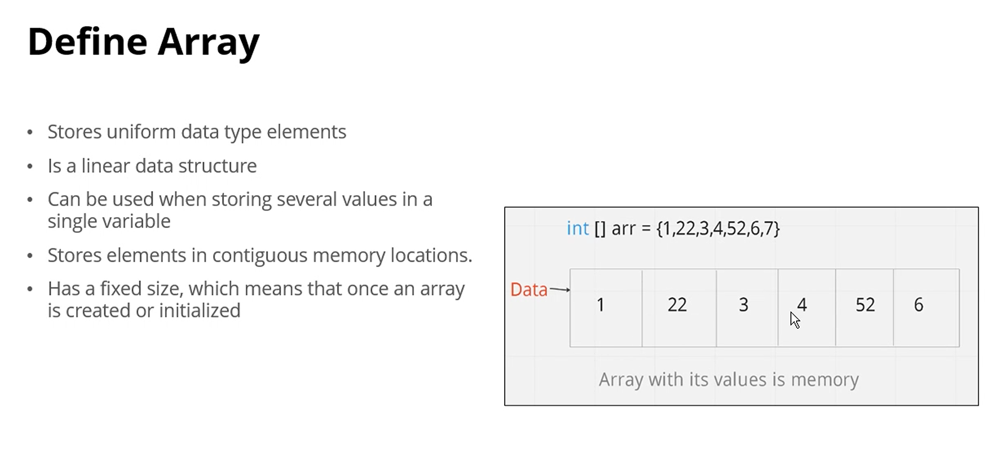 Define Array
• Stores uniform data type elements
• Is a linear data structure
• Can be used when storing several values in a
single variable
• Stores elements in contiguous memory locations.
• Has a fixed size, which means that once an array
is created or initialized
int [] arr = {1,22,3,4,52,6,7}
Data
1 22 3 4 52 6
Array with its values is memory